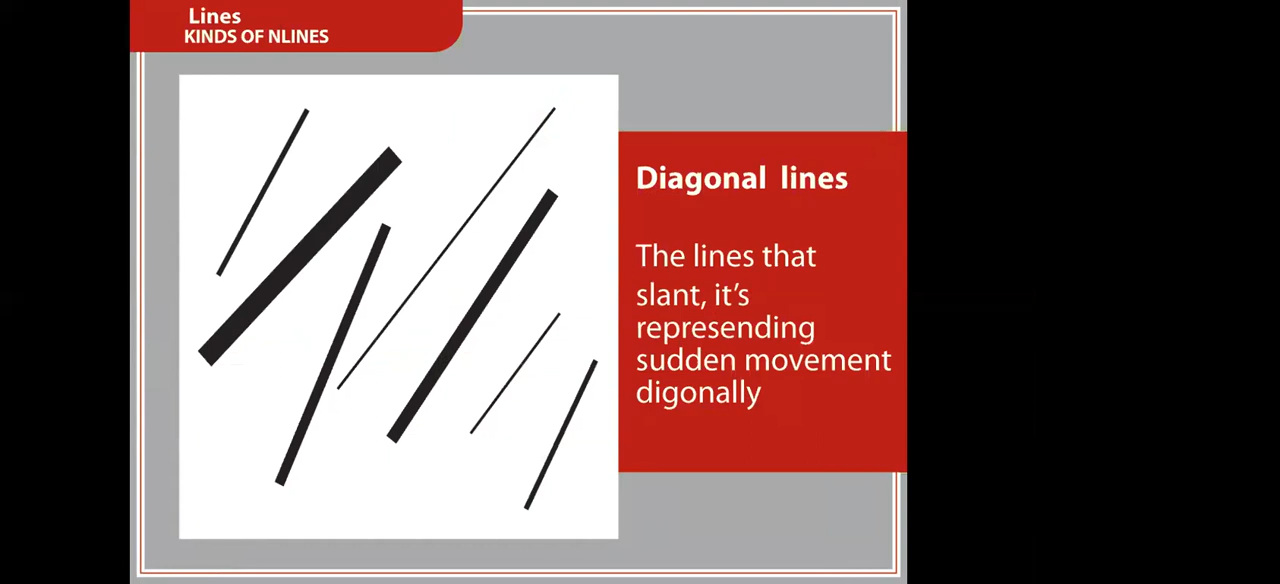 Lines
KINDS OF NLINES
Diagonal lines
The lines that
slant, it’s
represending
sudden movement
digonally